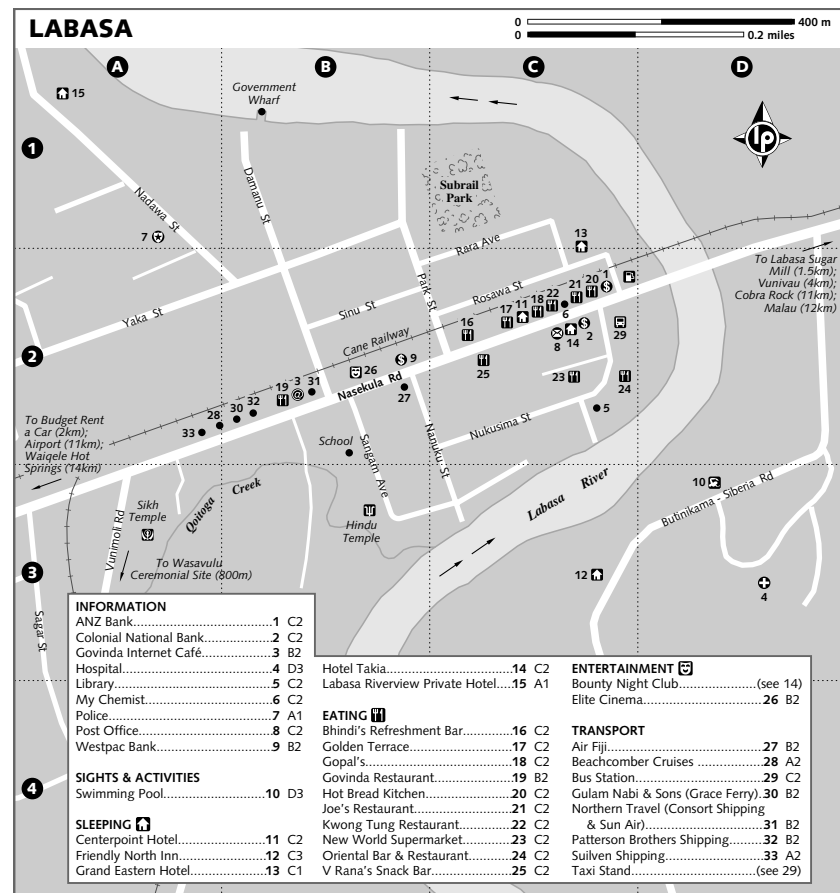 LABASA
0 400 m
0 0.2 miles
A
B
C
D
1
2
3
4
15
Government
Wharf
lp
Subrail
Park
Nadawa St
Damanu St
7
13
Rara Ave
To Labasa Sugar
Mill (1.5km);
Vunivau (4km);
Cobra Rock (11km);
Malau (12km)
Park St
Rosawa St
Yaka St
Sinu St
Cane Railway
16
17
11
18
22
21
20
1
6
8
14
2
29
26
9
25
23
24
19
3
31
Nasekula Rd
27
5
33
28
30
32
To Budget Rent
a Car (2km);
Airport (11km);
Waiqele Hot
Springs (14km)
School
Sangam Ave
Nanuku St
Nukusima St
Qoitoga Creek
Labasa River
10
Butinikama - Siberia Rd
Sikh
Temple
Hindu
Temple
Vunimoli Rd
To Wasavulu
Ceremonial Site (800m)
Sagar St
12
4
INFORMATION
ANZ Bank 1 C2
Colonial National Bank 2 C2
Govinda Internet Café 3 B2
Hospital 4 D3
Library 5 C2
My Chemist 6 C2
Police 7 A1
Post Office 8 C2
Westpac Bank 9 B2
SIGHTS & ACTIVITIES
Swimming Pool 10 D3
SLEEPING
Centerpoint Hotel 11 C2
Friendly North Inn 12 C3
Grand Eastern Hotel 13 C1
Hotel Takia 14 C2
Labasa Riverview Private Hotel 15 A1
EATING
Bhindi's Refreshment Bar 16 C2
Golden Terrace 17 C2
Gopal's 18 C2
Govinda Restaurant 19 B2
Hot Bread Kitchen 20 C2
Joe's Restaurant 21 C2
Kwong Tung Restaurant 22 C2
New World Supermarket 23 C2
Oriental Bar & Restaurant 24 C2
V Rana's Snack Bar 25 C2
ENTERTAINMENT
Bounty Night Club (see 14)
Elite Cinema 26 B2
TRANSPORT
Air Fiji 27 B2
Beachcomber Cruises 28 A2
Bus Station 29 C2
Gulam Nabi & Sons (Grace Ferry). 30 B2
Northern Travel (Consort Shipping
& Sun Air) 31 B2
Patterson Brothers Shipping 32 B2
Suilven Shipping 33 A2
Taxi Stand (see 29)